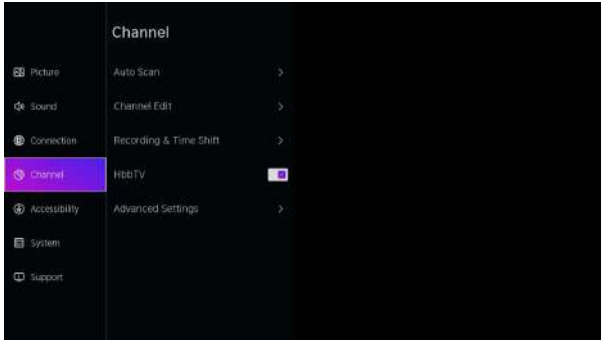 Channel
Picture
Sound
Connection
Channel
Accessibility
System
Support
Auto Scan
Channel Edit
Recording & Time Shift
HbbTV
Advanced Settings